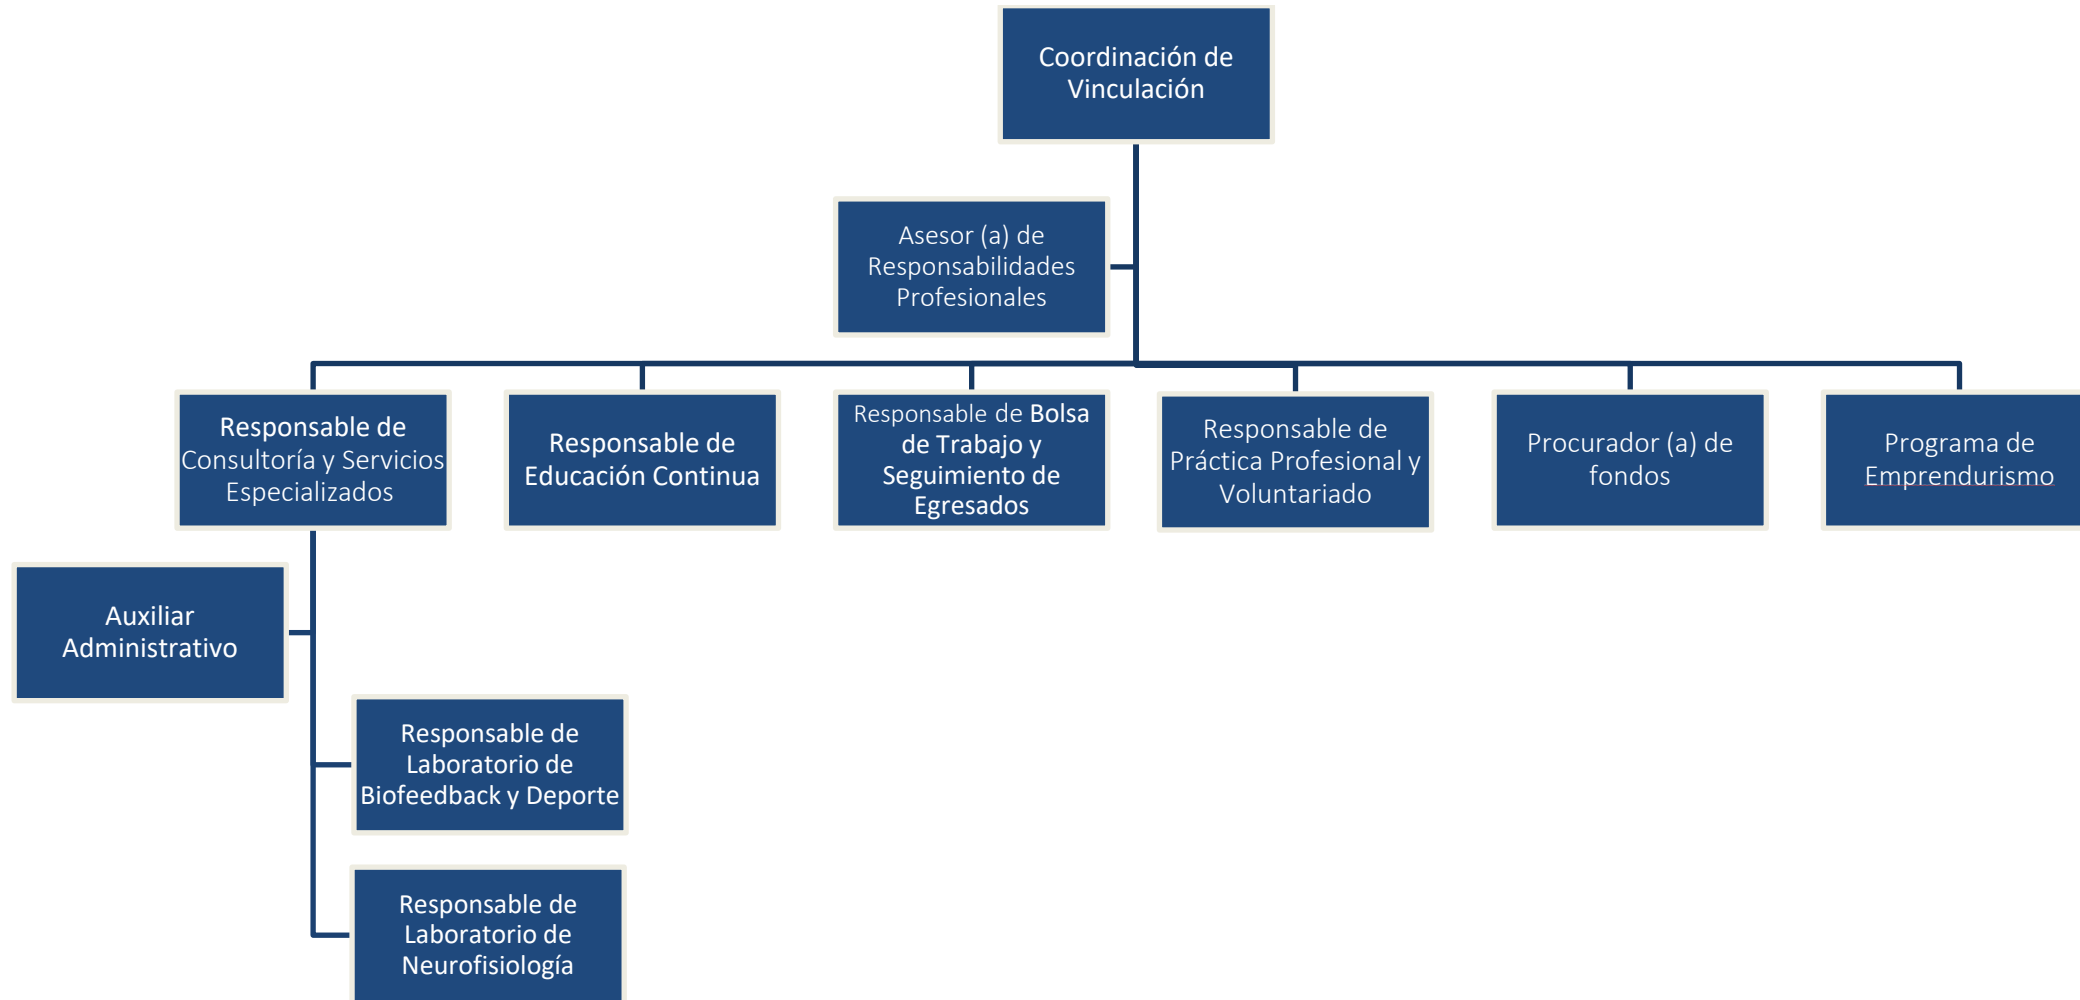 Coordinación de
Vinculación
Asesor (a) de
Responsabilidades
Profesionales
Responsable de
Consultoría y Servicios
Especializados
Responsable de
Educación Continua
Responsable de Bolsa
de Trabajo y
Seguimiento de
Egresados
Responsable de
Práctica Profesional y
Voluntariado
Procurador (a) de
fondos
Programa de
Emprendurismo
Auxiliar
Administrativo
Responsable de
Laboratorio de
Biofeedback y Deporte
Responsable de
Laboratorio de
Neurofisiología